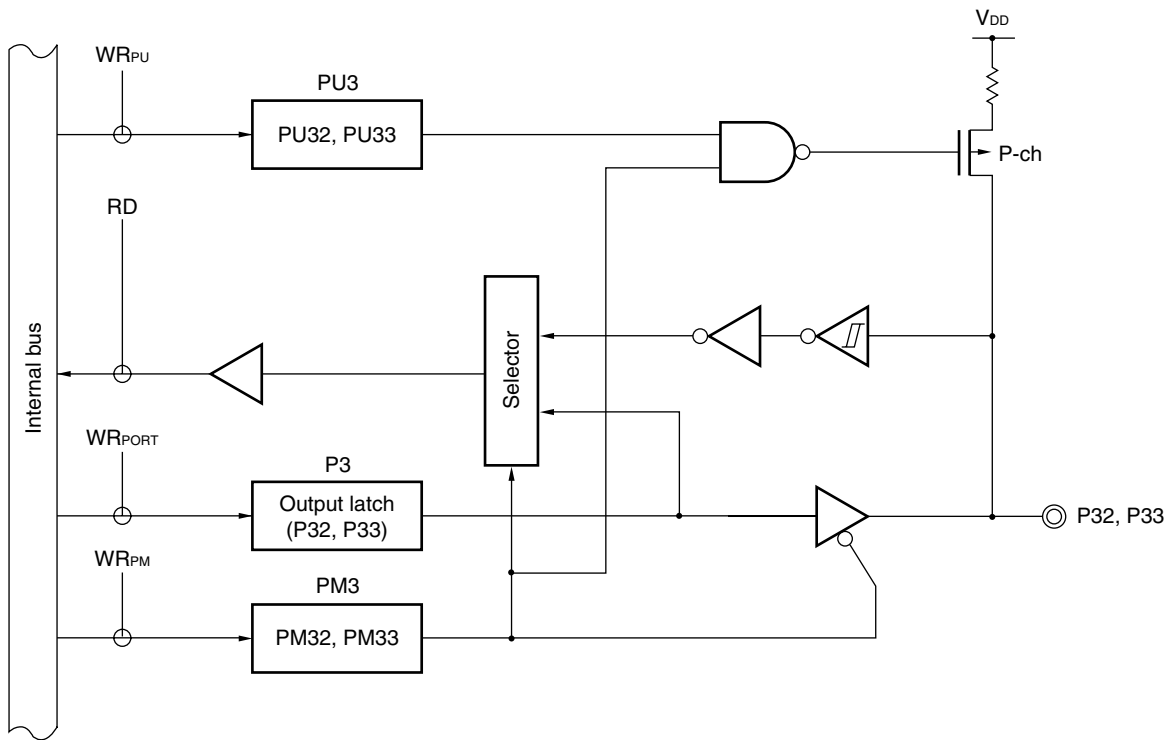 VDD
WRPU
PU3
PU32, PU33
P-ch
RD
Internal bus
Selector
WRPORT
P3
Output latch
(P32, P33)
P32, P33
WRPM
PM3
PM32, PM33